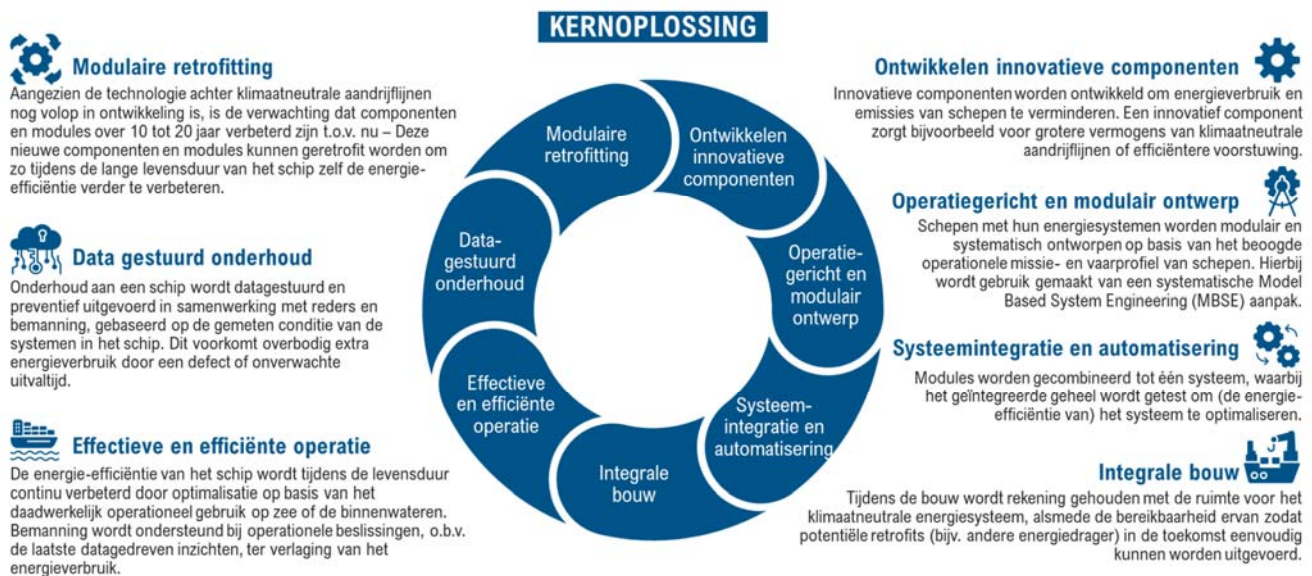 KERNOPLOSSING
Modulaire retrofitting
Aangezien de technologie achter klimaatneutrale aandrijflijnen
nog volop in ontwikkeling is, is de verwachting dat componenten
en modules over 10 tot 20 jaar verbeterd zijn t.o.v. nu – Deze
nieuwe componenten en modules kunnen geretrofit worden om
zo tijdens de lange levensduur van het schip zelf de energie-
efficiëntie verder te verbeteren.
Data gestuurd onderhoud
Onderhoud aan een schip wordt datagestuurd en
preventief uitgevoerd in samenwerking met reders en
bemanning, gebaseerd op de gemeten conditie van de
systemen in het schip. Dit voorkomt overbodig extra
energieverbruik door een defect of onverwachte
uitvaltijd.
Effectieve en efficiënte operatie
De energie-efficiëntie van het schip wordt tijdens de levensduur
continu verbeterd door optimalisatie op basis van het
daadwerkelijk operationeel gebruik op zee of de binnenwateren.
Bemanning wordt ondersteund bij operationele beslissingen, o.b.v.
de laatste datagedreven inzichten, ter verlaging van het
energieverbruik.
Modulaire
retrofitting
Ontwikkelen
innovatieve
componenten
Data-
gestuurd
onderhoud
Operatie-
gericht en
modulair
ontwerp
Effectieve
en efficiënte
operatie
Systeem-
integratie en
automatisering
Integrale
bouw
Ontwikkelen innovatieve componenten
Innovatieve componenten worden ontwikkeld om energieverbruik en
emissies van schepen te verminderen. Een innovatief component
zorgt bijvoorbeeld voor grotere vermogens van klimaatneutrale
aandrijflijnen of efficiëntere voorstuwing.
Operatiegericht en modulair ontwerp
Schepen met hun energiesystemen worden modulair en
systematisch ontworpen op basis van het beoogde
operationele missie- en vaarprofiel van schepen. Hierbij
wordt gebruik gemaakt van een systematische Model
Based System Engineering (MBSE) aanpak.
Systeemintegratie en automatisering
Modules worden gecombineerd tot één systeem, waarbij
het geïntegreerde geheel wordt getest om (de energie-
efficiëntie van) het systeem te optimaliseren.
Integrale bouw
Tijdens de bouw wordt rekening gehouden met de ruimte voor het
klimaatneutrale energiesysteem, alsmede de bereikbaarheid ervan zodat
potentiële retrofits (bijv. andere energiedrager) in de toekomst eenvoudig
kunnen worden uitgevoerd.